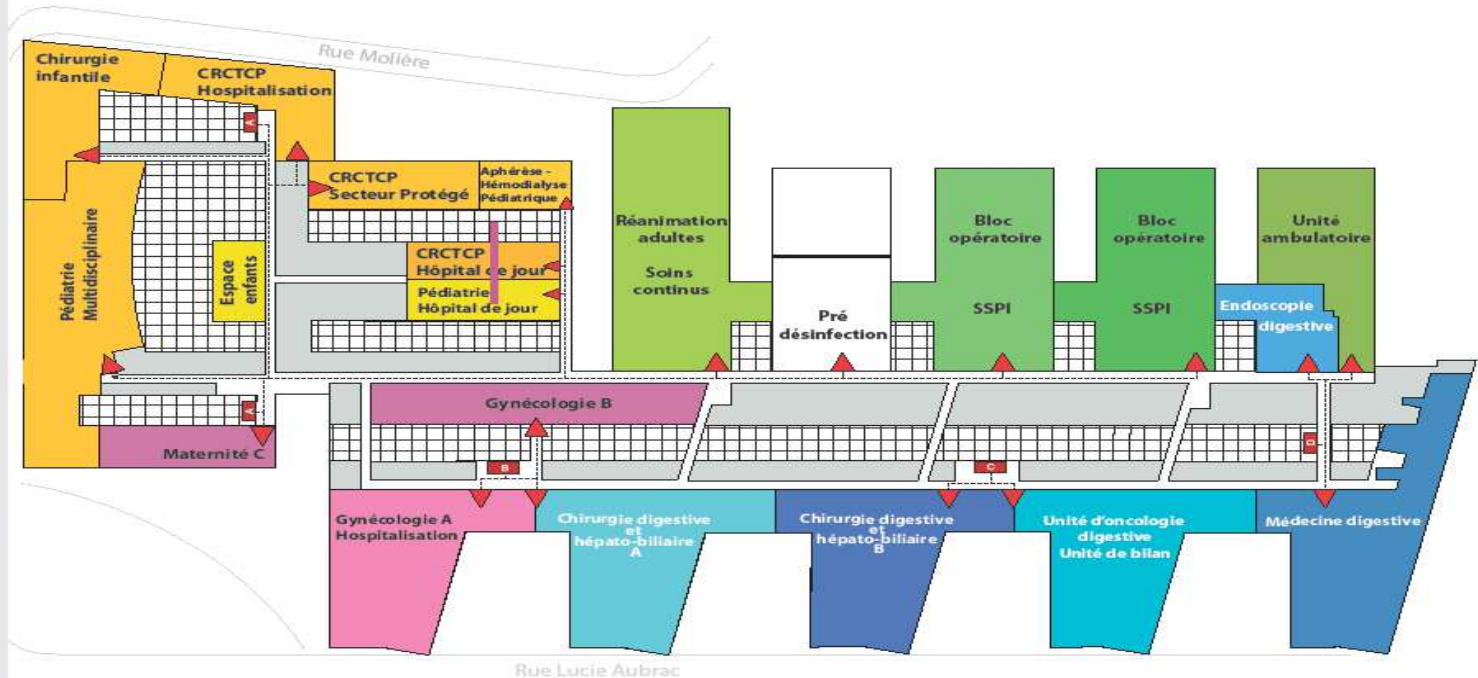 Rue Molière
Chirurgie
infantile
CRCTCP
Hospitalisation
A
CRCTCP
Secteur Protégé
Aphérèse -
Hémodialyse
Pédiatrique
CRCTCP
Hôpital de jour
Pédiatrie
Hôpital de jour
Espace
enfants
Pédiatrie
Multidisciplinaire
Réanimation
adultes
Soins
continus
Pré
désinfection
Bloc
opératoire
SSPI
Bloc
opératoire
SSPI
Unité
ambulatoire
Endoscopie
digestive
A
Maternité C
Gynécologie B
B
C
D
Gynécologie A
Hospitalisation
Chirurgie digestive
et
hépato-biliaire
A
Chirurgie digestive
et
hépato-biliaire
B
Unité d'oncologie
digestive
Unité de bilan
Médecine digestive
Rue Lucie Aubrac